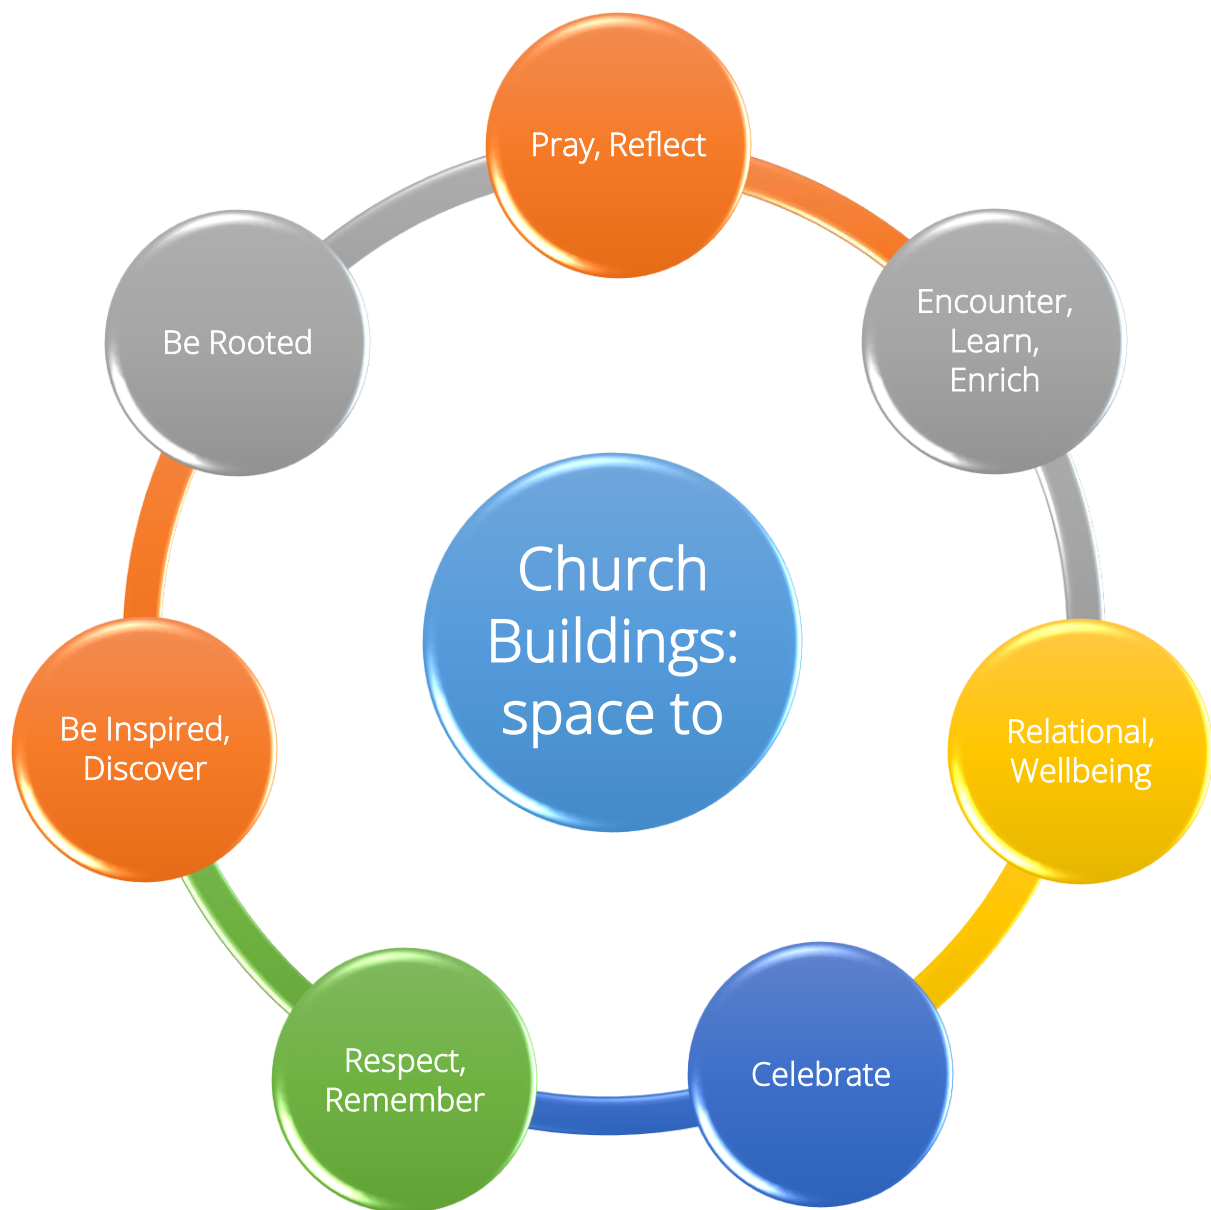 Pray, Reflect
Encounter,
Learn,
Enrich
Relational,
Wellbeing
Celebrate
Respect,
Remember
Be Inspired,
Discover
Be Rooted
Church
Buildings:
space to